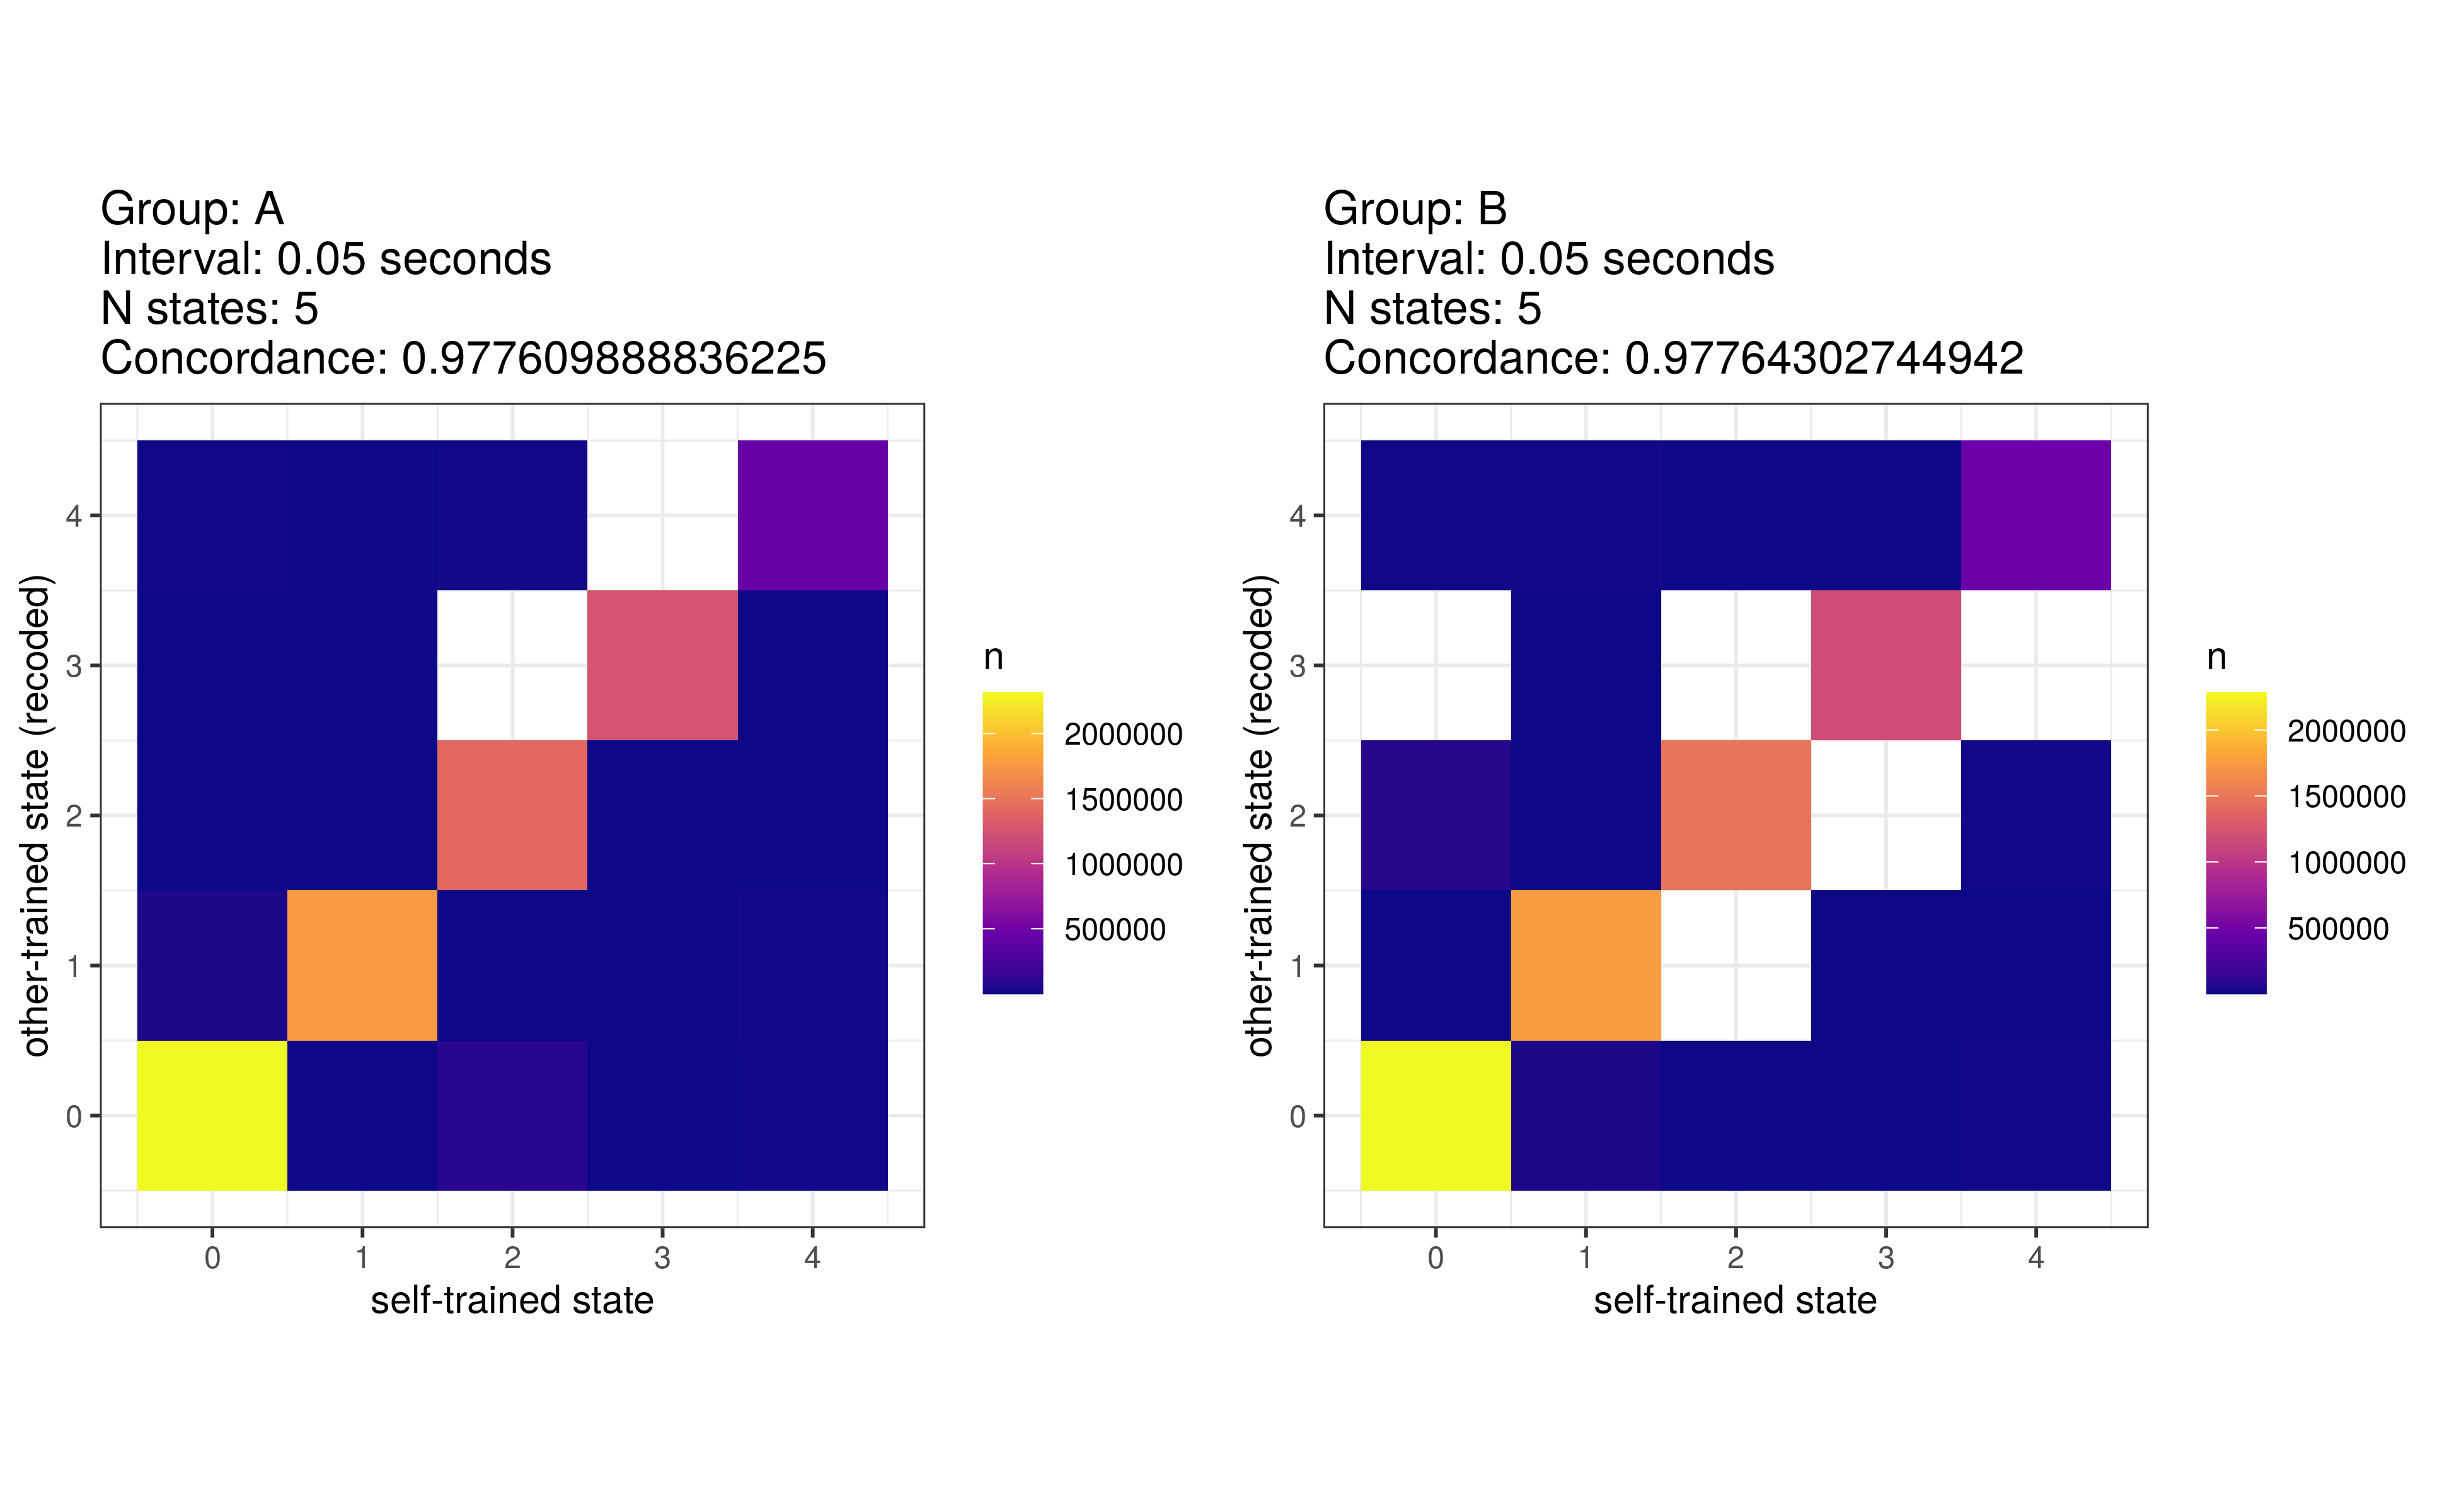 Group: A
Interval: 0.05 seconds
N states: 5
Concordance: 0.977609888836225
other-trained state (recoded)
4
3
2
1
0
0 1 2 3 4
self-trained state
n
2000000
1500000
1000000
500000
Group: B
Interval: 0.05 seconds
N states: 5
Concordance: 0.97764302744942
other-trained state (recoded)
4
3
2
1
0
0 1 2 3 4
self-trained state
n
2000000
1500000
1000000
500000